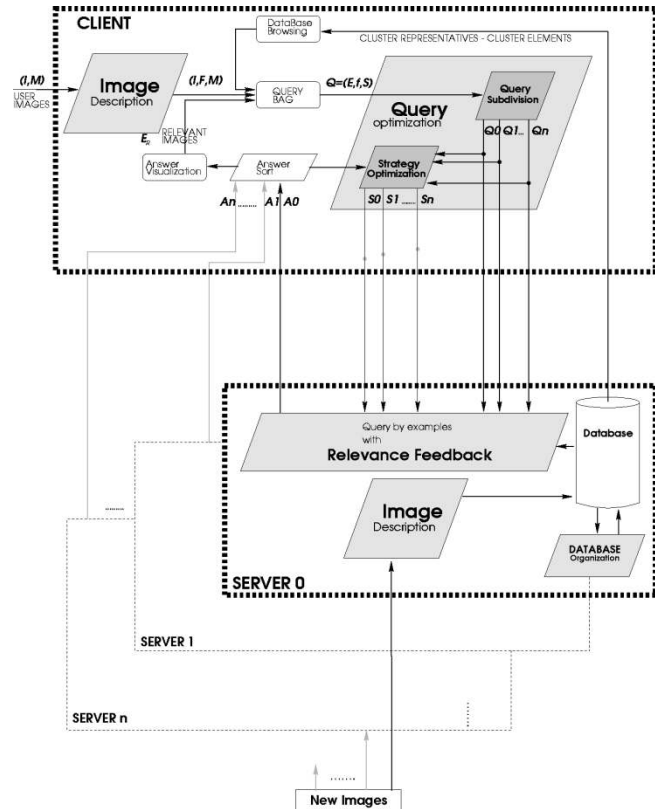 CLIENT
DataBase
Browsing
CLUSTER REPRESENTATIVES - CLUSTER ELEMENTS
(I,M)
USER
IMAGES
Image
Description
(I,F,M)
QUERY
BAG
Q=(E,f,S)
Query
optimization
Query
Subdivision
Q0 Q1... Qn
E_R RELEVANT
IMAGES
Answer
Visualization
Answer
Sort
Strategy
Optimization
An ......... A1 A0
S0 S1 ....... Sn
Query by examples
with
Relevance Feedback
Database
Image
Description
DATABASE
Organization
SERVER 0
........
SERVER 1
SERVER n
........
.......
New Images